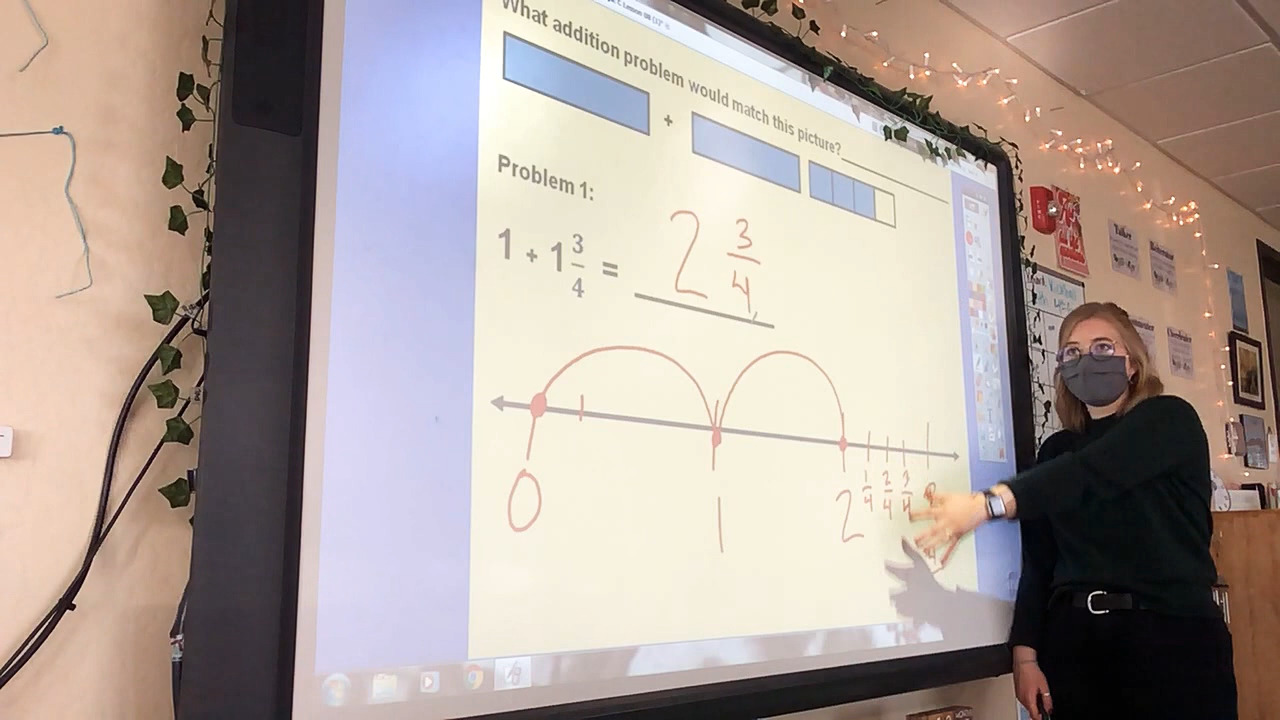 What addition problem would match this picture?
+
Problem 1:
1 + 1 3/4 = 2 3/4
0 1 2 1/4 2/4 3/4